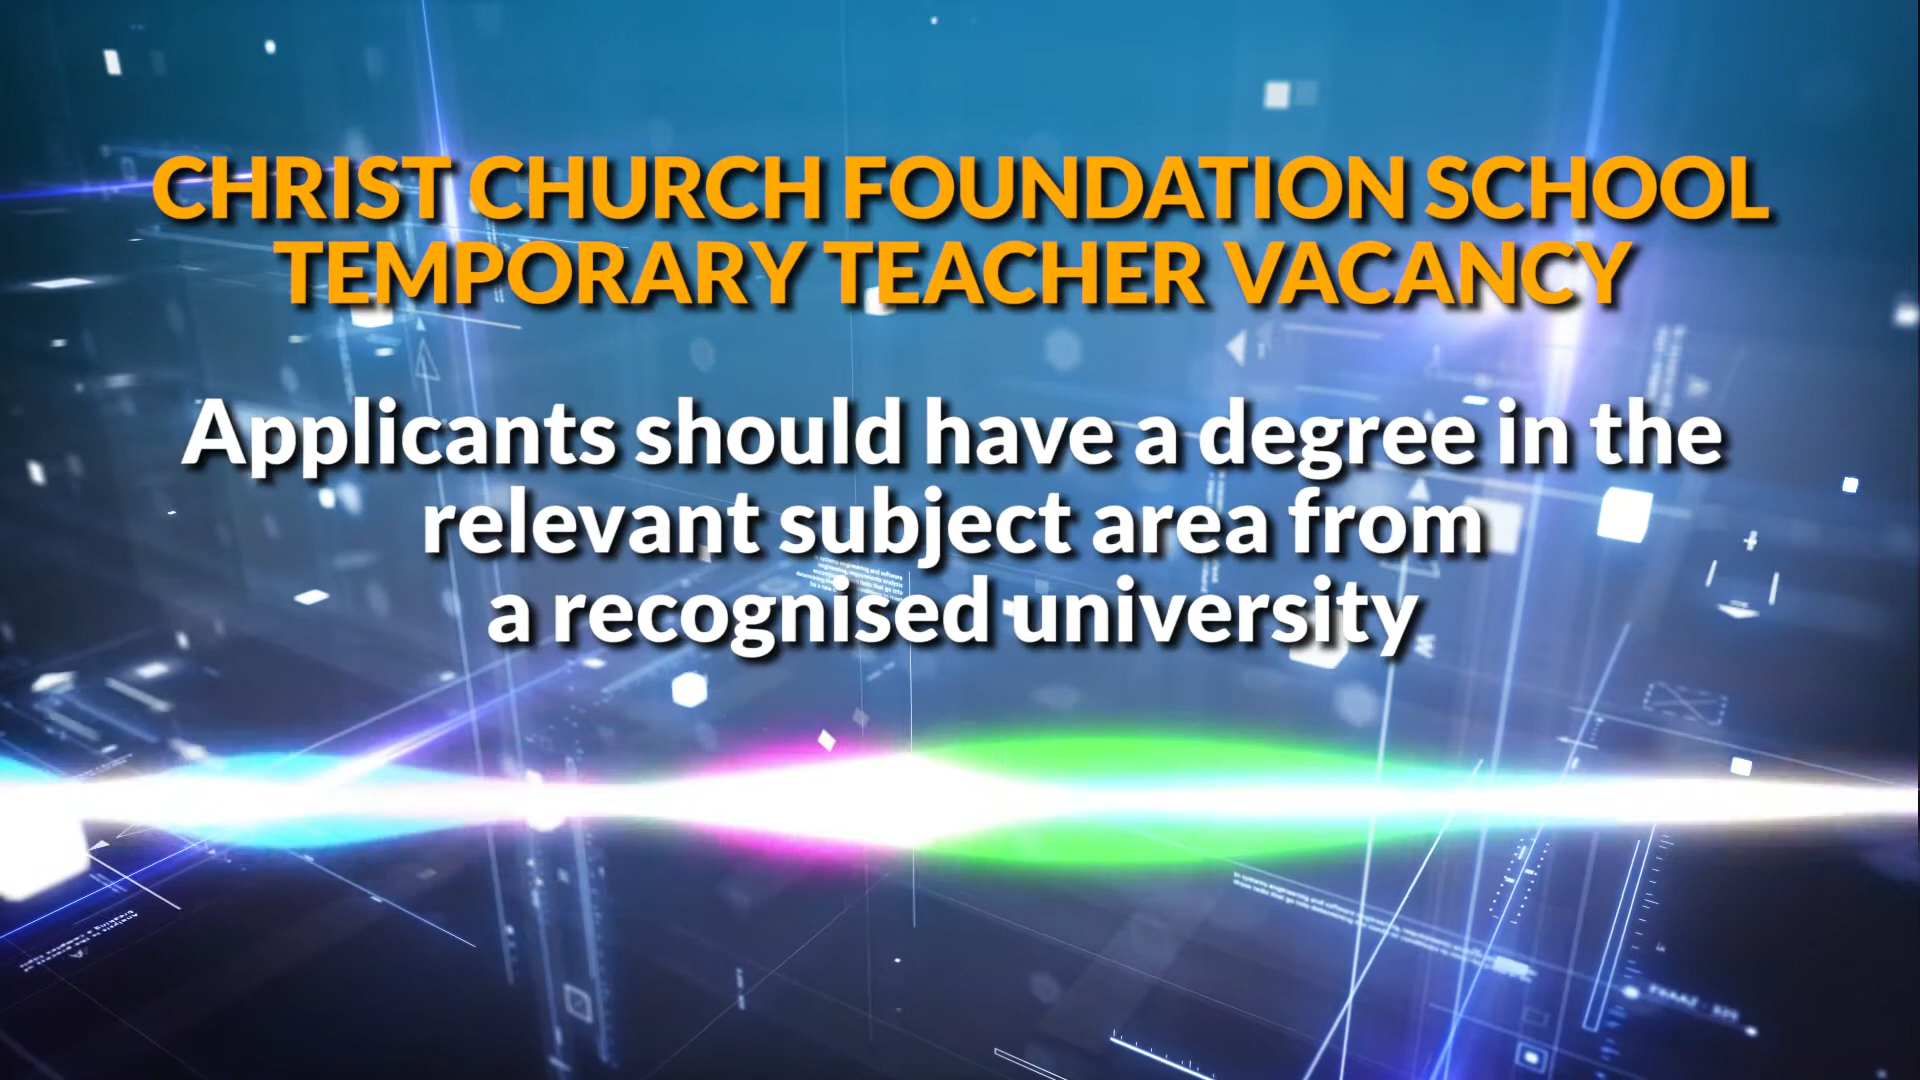 CHRIST CHURCH FOUNDATION SCHOOL
TEMPORARY TEACHER VACANCY
Applicants should have a degree in the
relevant subject area from
a recognised university